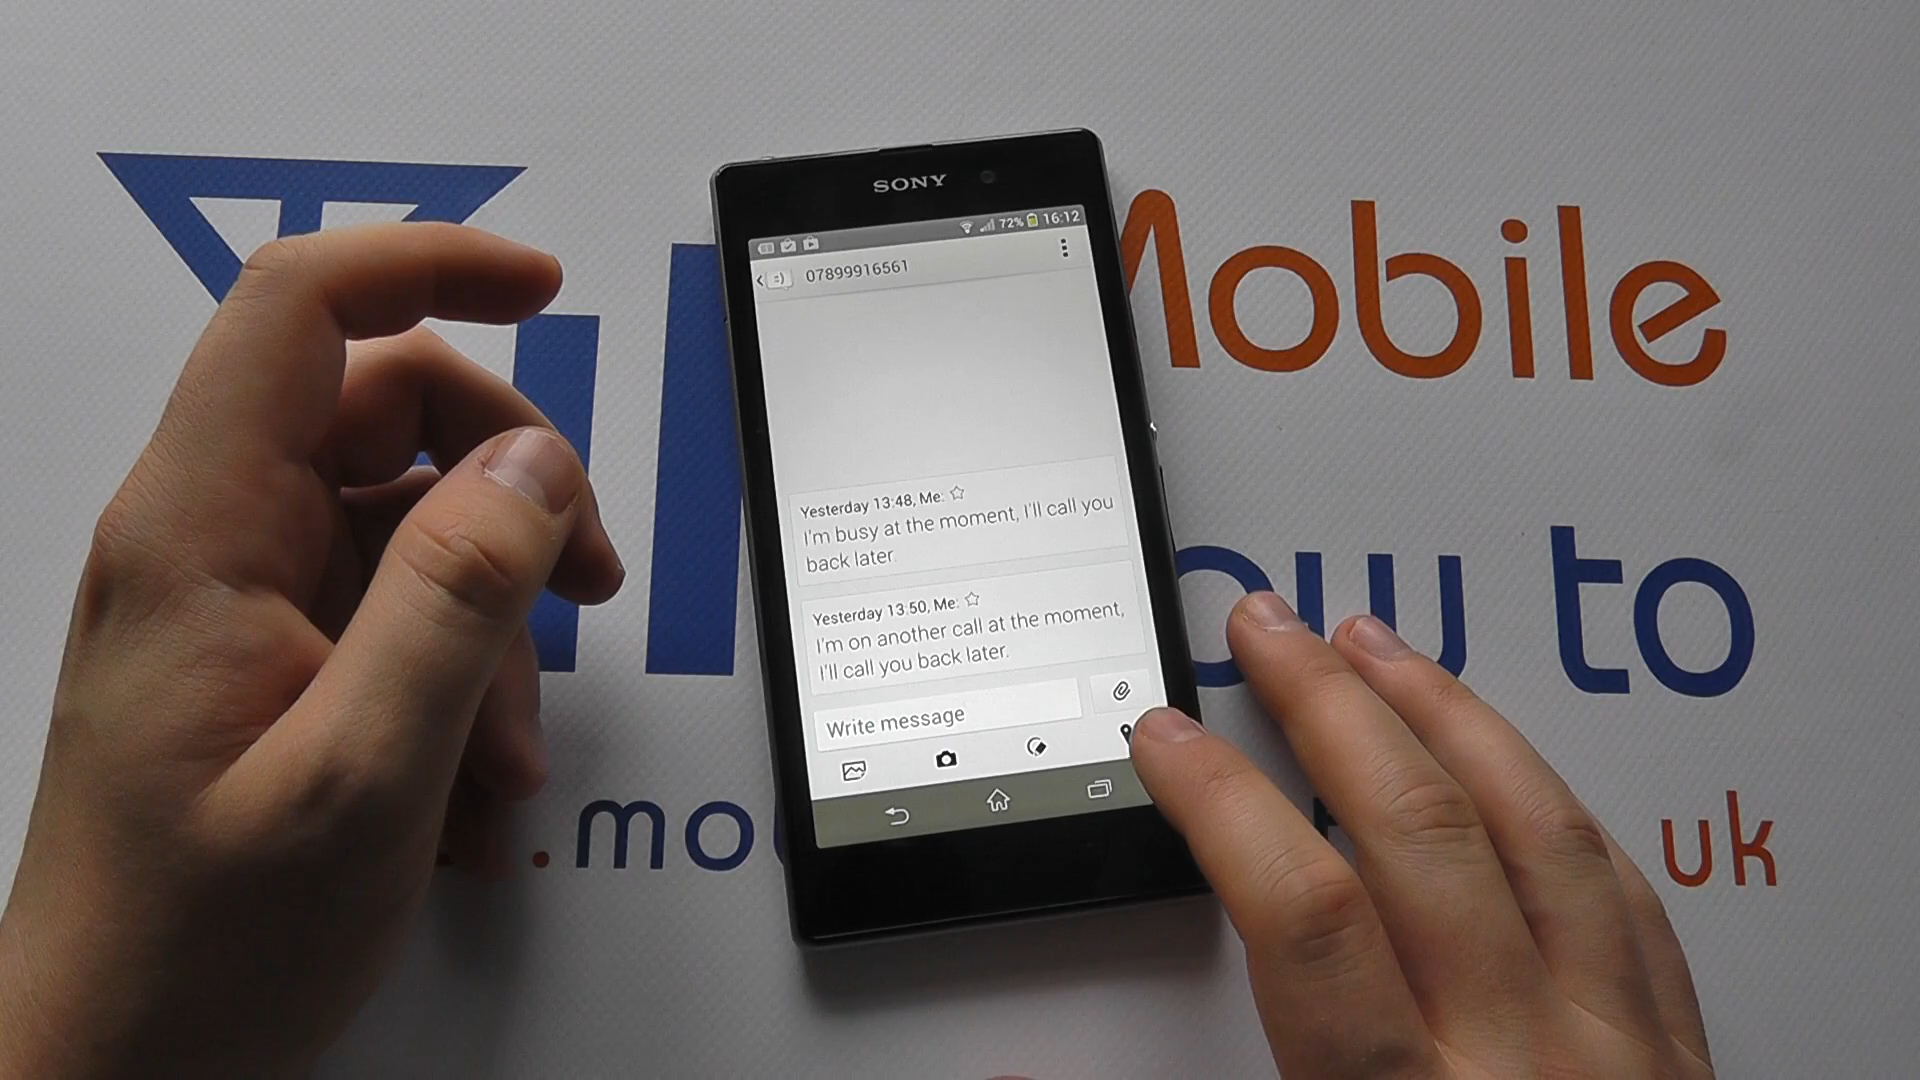 SONY
72% 16:12
07899916561
Mobile
Yesterday 13:48, Me:
I'm busy at the moment, I'll call you
back later.
Yesterday 13:50, Me:
I'm on another call at the moment,
I'll call you back later.
Write message
to
uk